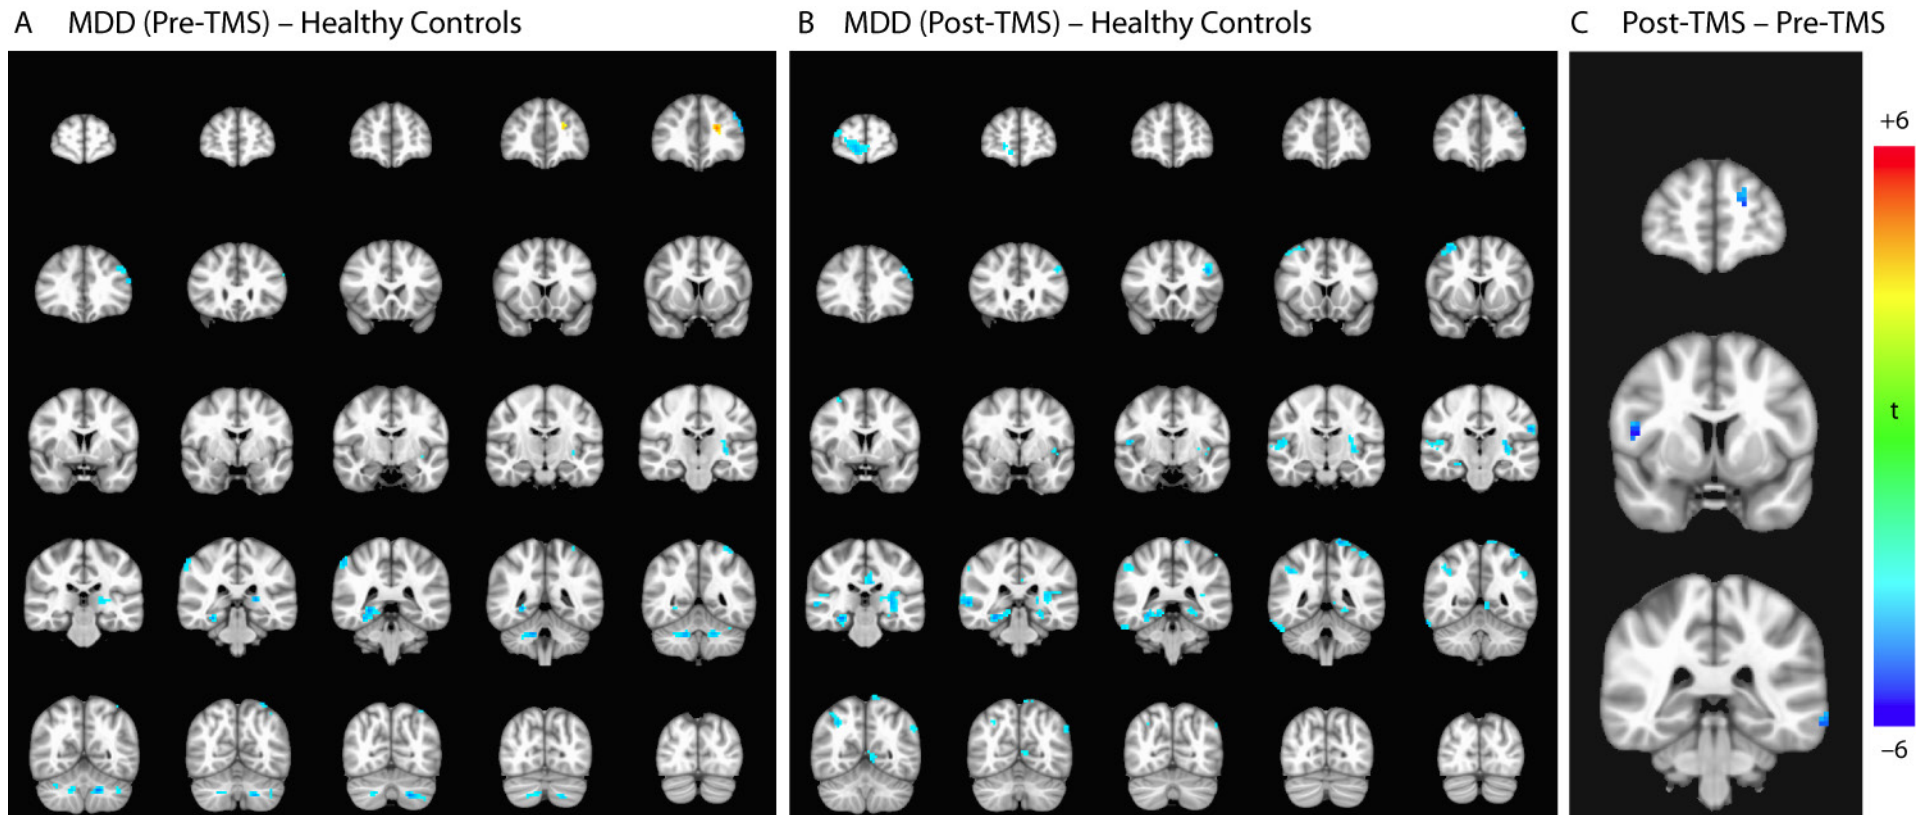 A MDD (Pre-TMS) – Healthy Controls
B MDD (Post-TMS) – Healthy Controls
C Post-TMS – Pre-TMS
+6
t
–6